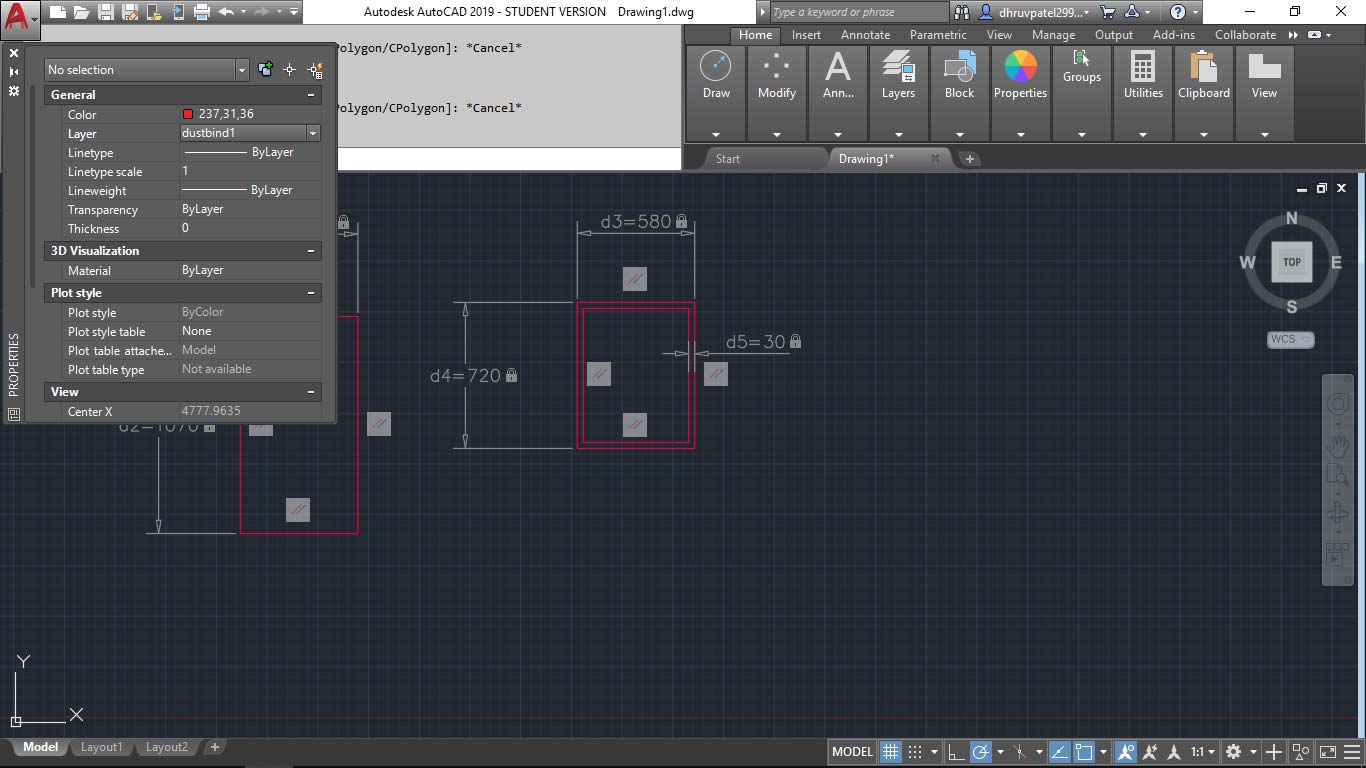 Autodesk AutoCAD 2019 - STUDENT VERSION Drawing1.dwg
Type a keyword or phrase
dhruvpatel299...
Polygon/CPolygon]: *Cancel*
Polygon/CPolygon]: *Cancel*
Home Insert Annotate Parametric View Manage Output Add-ins Collaborate
Draw Modify Ann... Layers Block Properties Groups Utilities Clipboard View
Start Drawing1*
No selection
General
Color 237,31,36
Layer dustbind1
Linetype ByLayer
Linetype scale 1
Lineweight ByLayer
Transparency ByLayer
Thickness 0
3D Visualization
Material ByLayer
Plot style
Plot style ByColor
Plot style table None
Plot table attache... Model
Plot table type Not available
View
Center X 4777.9635
PROPERTIES
d3=580
d5=30
d4=720
d2=1070
N
W TOP E
S
WCS
Y
X
Model Layout1 Layout2
MODEL 1:1